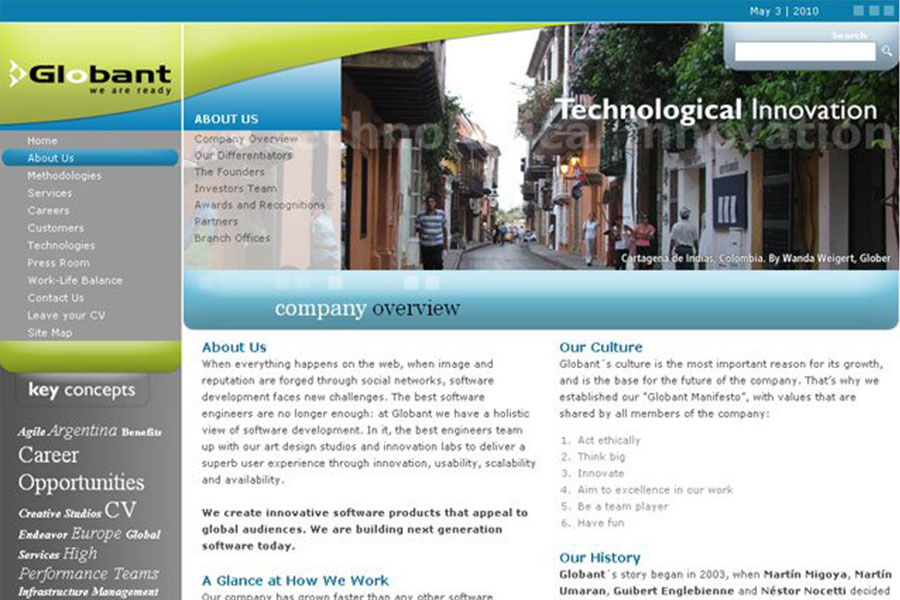 May 3 | 2010
Search
Globant
we are ready
Technological Innovation
ABOUT US
Company Overview
Our Differentiators
The Founders
Investors Team
Awards and Recognitions
Partners
Branch Offices
Cartagena de Indias, Colombia. By Wanda Weigert, Glober
Home
About Us
Methodologies
Services
Careers
Customers
Technologies
Press Room
Work-Life Balance
Contact Us
Leave your CV
Site Map
key concepts
Agile Argentina Benefits
Career
Opportunities
Creative Studios CV
Endeavor Europe Global
Services High
Performance Teams
Infrastructure Management
company overview
About Us
When everything happens on the web, when image and
reputation are forged through social networks, software
development faces new challenges. The best software
engineers are no longer enough: at Globant we have a holistic
view of software development. In it, the best engineers team
up with our art design studios and innovation labs to deliver a
superb user experience through innovation, usability, scalability
and availability.
We create innovative software products that appeal to
global audiences. We are building next generation
software today.
A Glance at How We Work
Our company has grown faster than any other software
Our Culture
Globant´s culture is the most important reason for its growth,
and is the base for the future of the company. That's why we
established our "Globant Manifesto", with values that are
shared by all members of the company:
1. Act ethically
2. Think big
3. Innovate
4. Aim to excellence in our work
5. Be a team player
6. Have fun
Our History
Globant´s story began in 2003, when Martín Migoya, Martín
Umaran, Guibert Englebienne and Néstor Nocetti decided